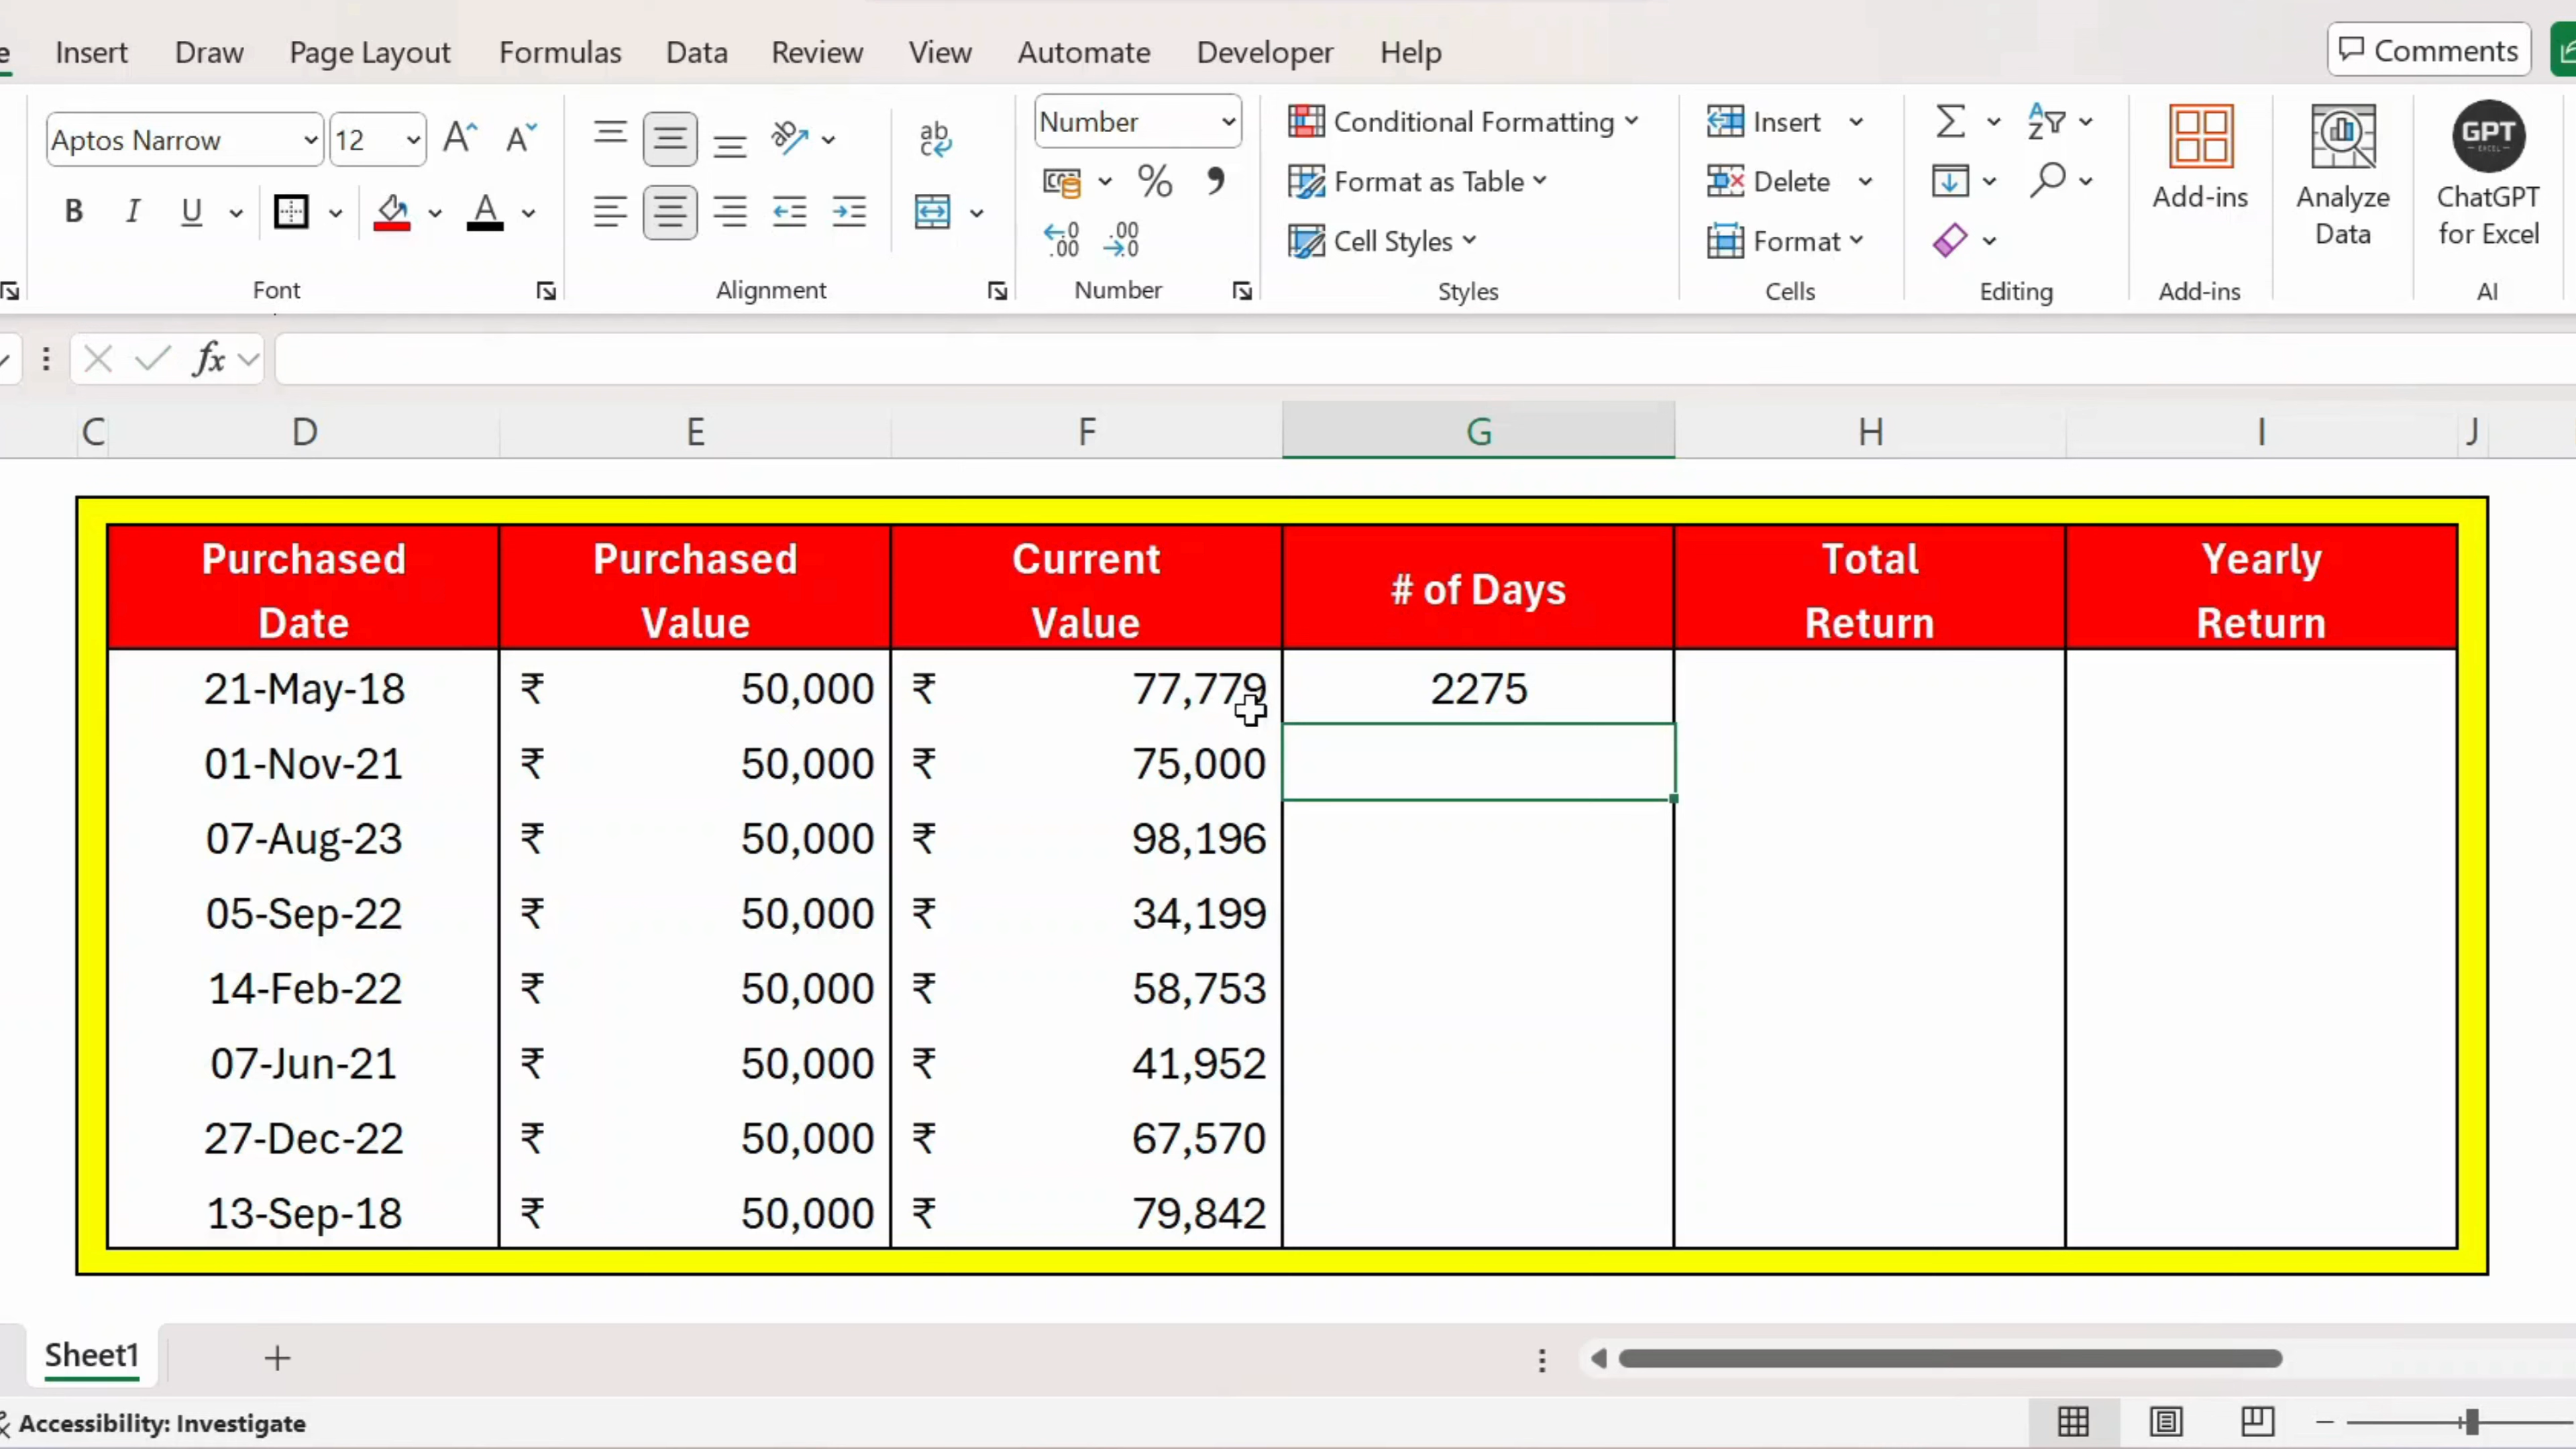 Insert Draw Page Layout Formulas Data Review View Automate Developer Help Comments
Aptos Narrow 12 Number Conditional Formatting Insert
B I U A % , Format as Table Delete Add-ins Analyze Data GPT EXCEL ChatGPT for Excel
Cell Styles Format
Font Alignment Number Styles Cells Editing Add-ins AI
fx
C D E F G H I J
Purchased Date Purchased Value Current Value # of Days Total Return Yearly Return
21-May-18 ₹ 50,000 ₹ 77,779 2275
01-Nov-21 ₹ 50,000 ₹ 75,000
07-Aug-23 ₹ 50,000 ₹ 98,196
05-Sep-22 ₹ 50,000 ₹ 34,199
14-Feb-22 ₹ 50,000 ₹ 58,753
07-Jun-21 ₹ 50,000 ₹ 41,952
27-Dec-22 ₹ 50,000 ₹ 67,570
13-Sep-18 ₹ 50,000 ₹ 79,842
Sheet1
Accessibility: Investigate